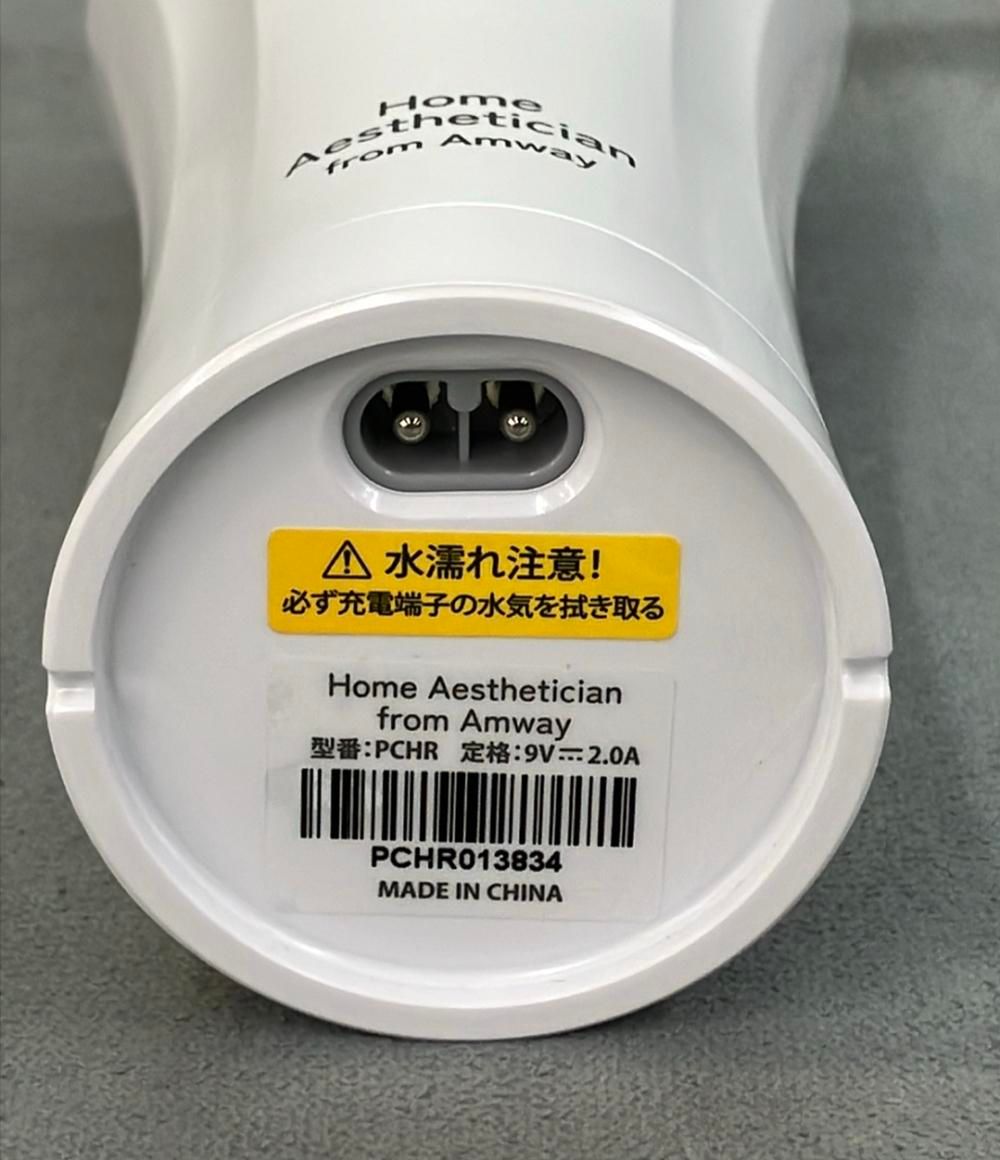 Home
Aesthetician
from Amway
⚠ 水濡れ注意!
必ず充電端子の水気を拭き取る
Home Aesthetician
from Amway
型番:PCHR 定格:9V⎓2.0A
PCHR013834
MADE IN CHINA